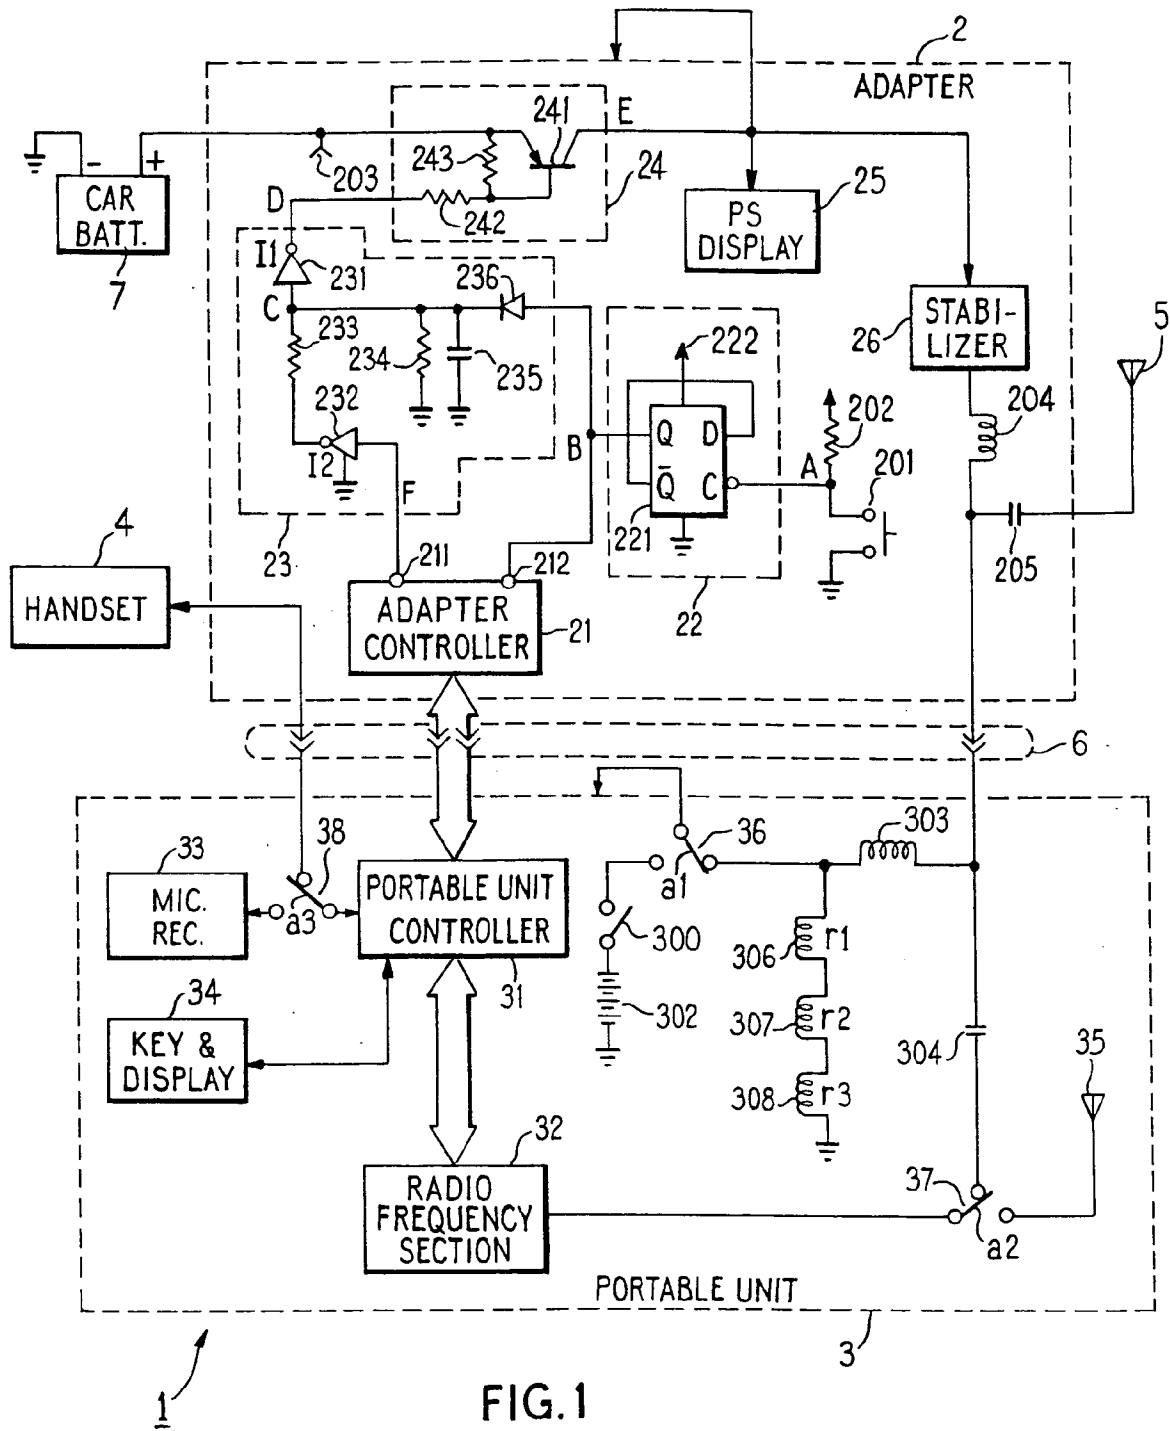 2
ADAPTER
241
E
- +
243
203
24
CAR
BATT.
7
D
242
25
PS
DISPLAY
I1
231
236
C
233
222
STABI-
LIZER
26
5
234
235
232
202
204
Q D
B
A
201
I2
Q̅ C
F
221
205
4
23
211
212
22
HANDSET
ADAPTER
CONTROLLER
21
6
303
36
33
38
a1
PORTABLE UNIT
CONTROLLER
MIC.
REC.
a3
300
306
r1
34
31
302
307
r2
KEY &
DISPLAY
304
35
308
r3
32
37
RADIO
FREQUENCY
SECTION
a2
PORTABLE UNIT
3
1
FIG.1